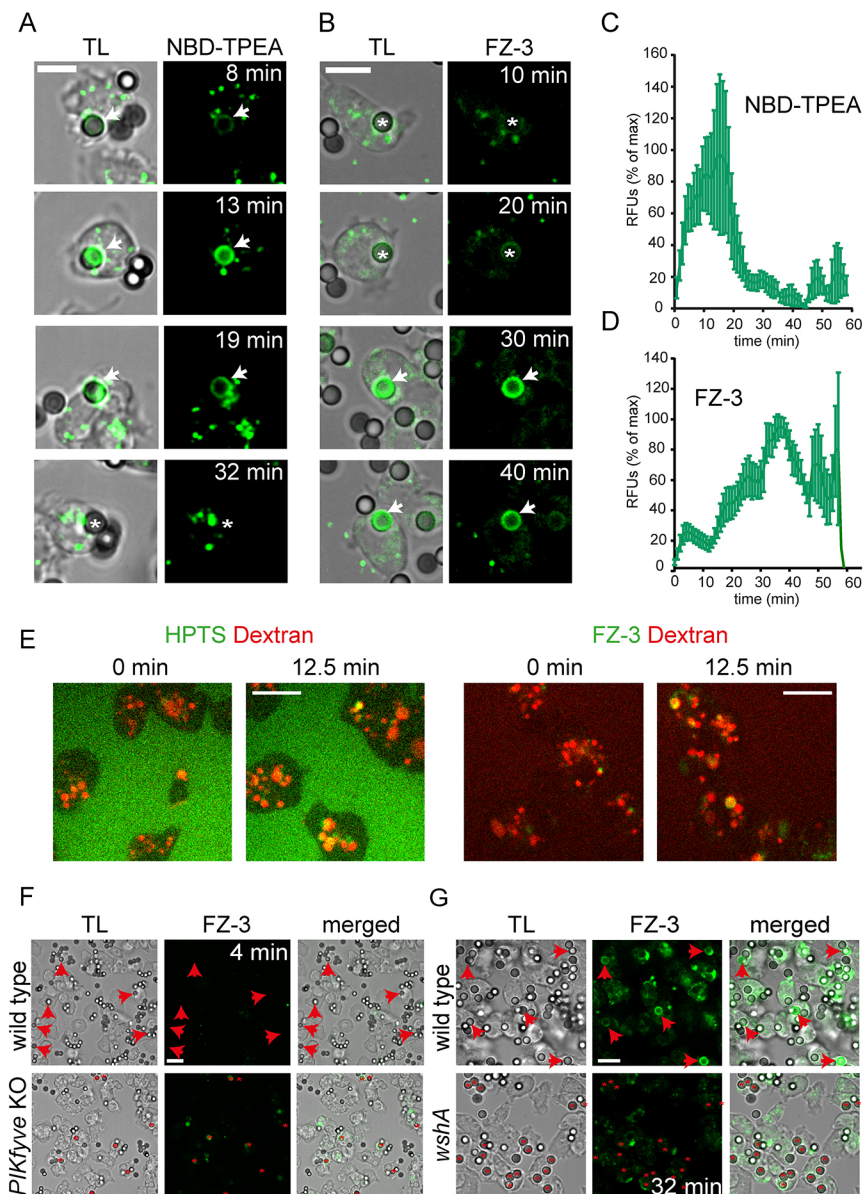 A
B
C
TL
NBD-TPEA
TL
FZ-3
8 min
10 min
13 min
20 min
19 min
30 min
32 min
*
*
40 min
*
*
*
*
RFUs (% of max)
160
140
120
100
80
60
40
20
0
NBD-TPEA
0 10 20 30 40 50 60
time (min)
D
RFUs (% of max)
140
120
100
80
60
40
20
0
FZ-3
0 10 20 30 40 50 60
time (min)
E
HPTS Dextran
FZ-3 Dextran
0 min
12.5 min
0 min
12.5 min
F
G
TL
FZ-3
merged
TL
FZ-3
merged
wild type
4 min
wild type
PIKfyve KO
wshA
32 min